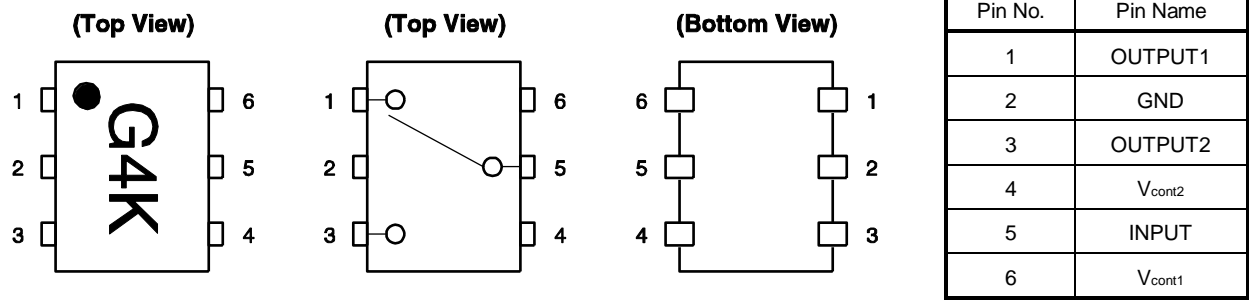 (Top View)
1 6
2 5
3 4
G4K
(Top View)
1 6
2 5
3 4
(Bottom View)
6 1
5 2
4 3
Pin No. Pin Name
1 OUTPUT1
2 GND
3 OUTPUT2
4 Vcont2
5 INPUT
6 Vcont1